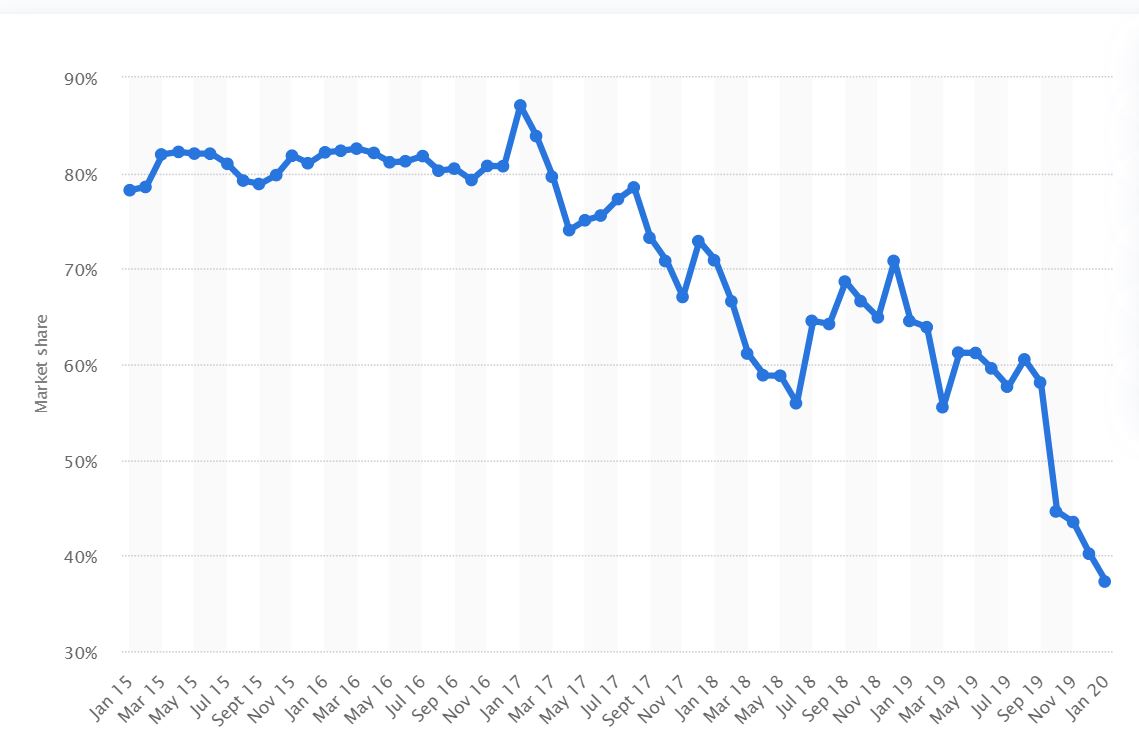 90%
80%
70%
60%
50%
40%
30%
Market share
Jan 15
Mar 15
May 15
Jul 15
Sept 15
Nov 15
Jan 16
Mar 16
May 16
Jul 16
Sep 16
Nov 16
Jan 17
Mar 17
May 17
Jul 17
Sept 17
Nov 17
Jan 18
Mar 18
May 18
Jul 18
Sep 18
Nov 18
Jan 19
Mar 19
May 19
Jul 19
Sep 19
Nov 19
Jan 20